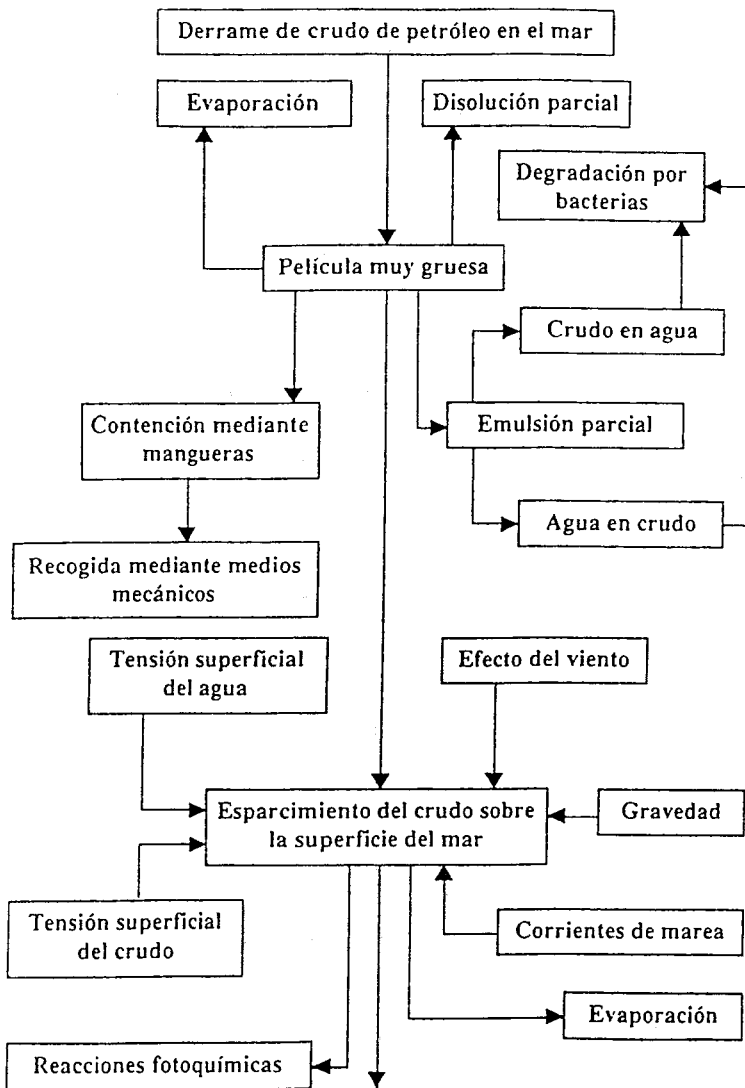 Derrame de crudo de petróleo en el mar
Evaporación
Disolución parcial
Degradación por
bacterias
Película muy gruesa
Crudo en agua
Contención mediante
mangueras
Emulsión parcial
Agua en crudo
Recogida mediante medios
mecánicos
Tensión superficial
del agua
Efecto del viento
Esparcimiento del crudo sobre
la superficie del mar
Gravedad
Tensión superficial
del crudo
Corrientes de marea
Evaporación
Reacciones fotoquímicas